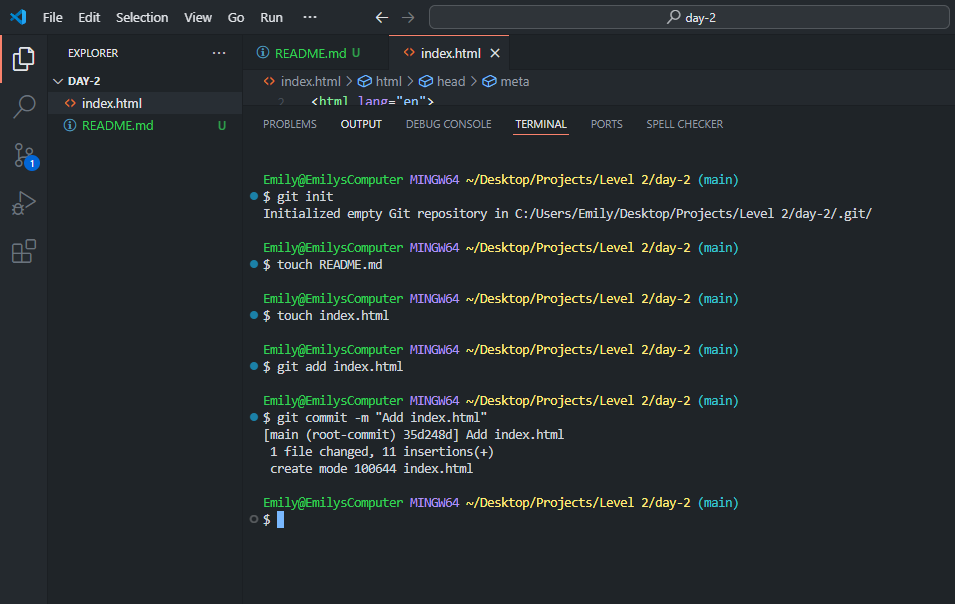 File Edit Selection View Go Run ··· day-2
EXPLORER ···
DAY-2
index.html
README.md U
1
README.md U index.html
index.html > html > head > meta
2 <html lang="en">
PROBLEMS OUTPUT DEBUG CONSOLE TERMINAL PORTS SPELL CHECKER
Emily@EmilysComputer MINGW64 ~/Desktop/Projects/Level 2/day-2 (main)
$ git init
Initialized empty Git repository in C:/Users/Emily/Desktop/Projects/Level 2/day-2/.git/
Emily@EmilysComputer MINGW64 ~/Desktop/Projects/Level 2/day-2 (main)
$ touch README.md
Emily@EmilysComputer MINGW64 ~/Desktop/Projects/Level 2/day-2 (main)
$ touch index.html
Emily@EmilysComputer MINGW64 ~/Desktop/Projects/Level 2/day-2 (main)
$ git add index.html
Emily@EmilysComputer MINGW64 ~/Desktop/Projects/Level 2/day-2 (main)
$ git commit -m "Add index.html"
[main (root-commit) 35d248d] Add index.html
1 file changed, 11 insertions(+)
create mode 100644 index.html
Emily@EmilysComputer MINGW64 ~/Desktop/Projects/Level 2/day-2 (main)
$